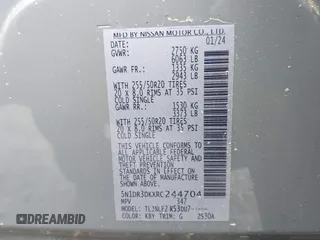 MFD BY NISSAN MOTOR CO., LTD.
DATE: 01/24
GVWR: 2750 KG
6063 LB
GAWR FR: 1335 KG
2943 LB
WITH 255/50R20 TIRES
20 X 8.0 RIMS AT 35 PSI
COLD SINGLE
GAWR RR: 1530 KG
3373 LB
WITH 255/50R20 TIRES
20 X 8.0 RIMS AT 35 PSI
COLD SINGLE
THIS VEHICLE CONFORMS TO ALL
APPLICABLE FEDERAL MOTOR
VEHICLE SAFETY AND THEFT
PREVENTION STANDARDS IN
EFFECT ON THE DATE OF
MANUFACTURE SHOWN ABOVE.
5N1DR3DKXRC244704
MPV 347
MODEL:
COLOR: KBY TRIM: G 2530A